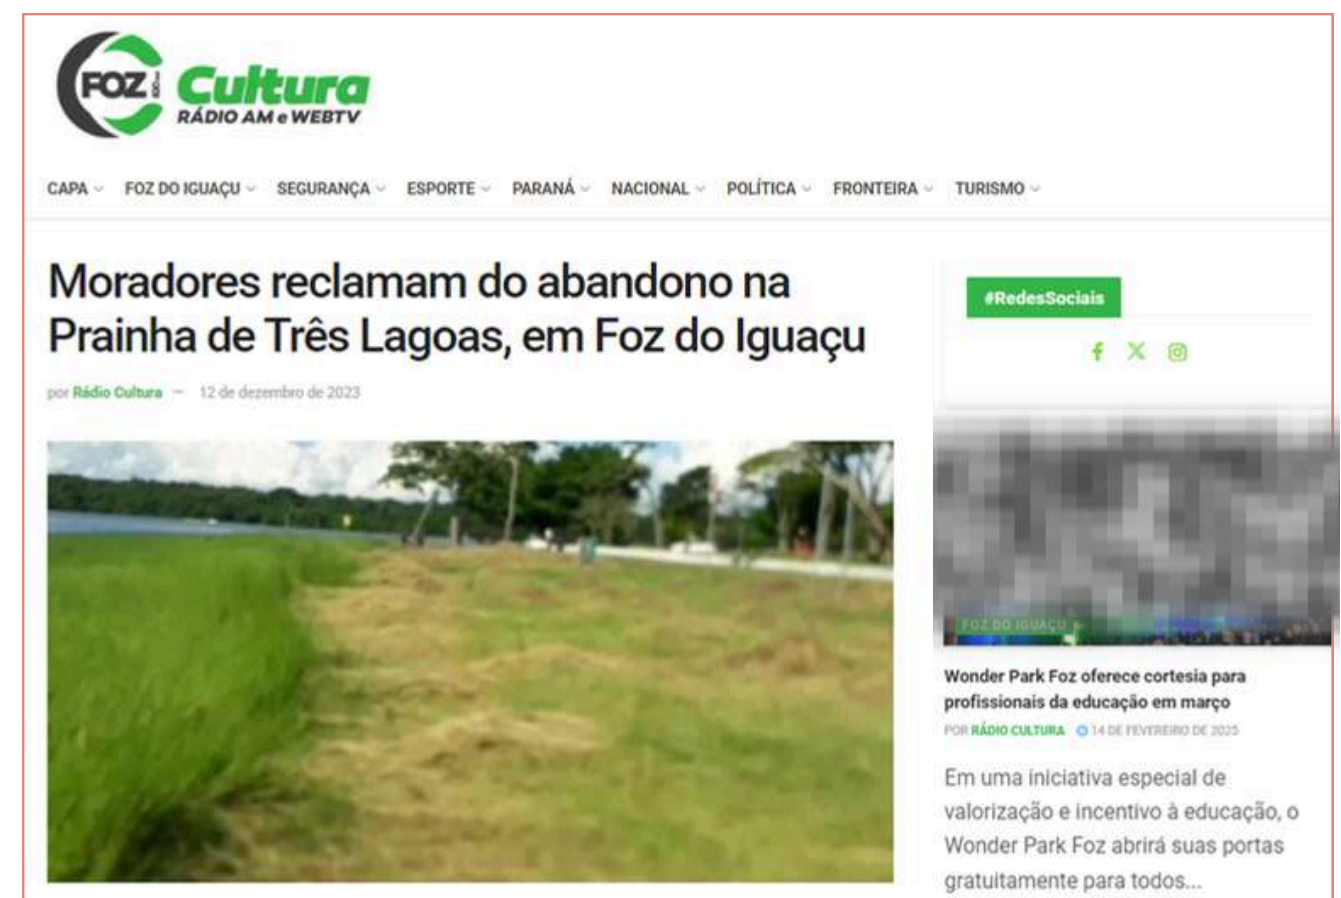 FOZ
Cultura
RÁDIO AM e WEBTV
CAPA FOZ DO IGUAÇU SEGURANÇA ESPORTE PARANÁ NACIONAL POLÍTICA FRONTEIRA TURISMO
Moradores reclamam do abandono na
Prainha de Três Lagoas, em Foz do Iguaçu
por Rádio Cultura — 12 de dezembro de 2023
#RedesSociais
FOZ DO IGUAÇU
Wonder Park Foz oferece cortesia para
profissionais da educação em março
POR RÁDIO CULTURA 14 DE FEVEREIRO DE 2025
Em uma iniciativa especial de
valorização e incentivo à educação, o
Wonder Park Foz abrirá suas portas
gratuitamente para todos...